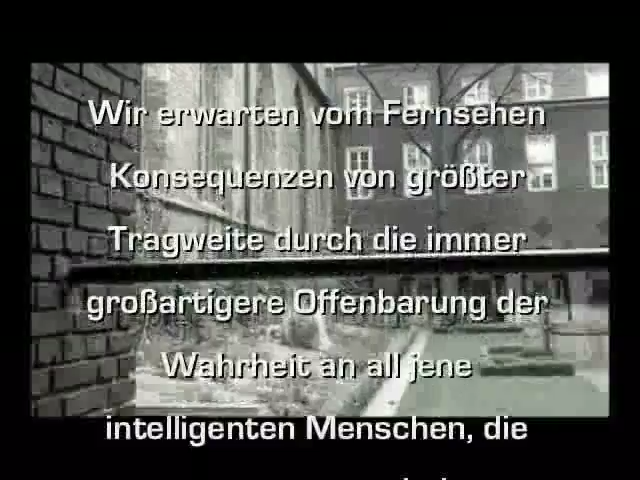 Wir erwarten vom Fernsehen
Konsequenzen von größter
Tragweite durch die immer
großartigere Offenbarung der
Wahrheit an all jene
intelligenten Menschen, die